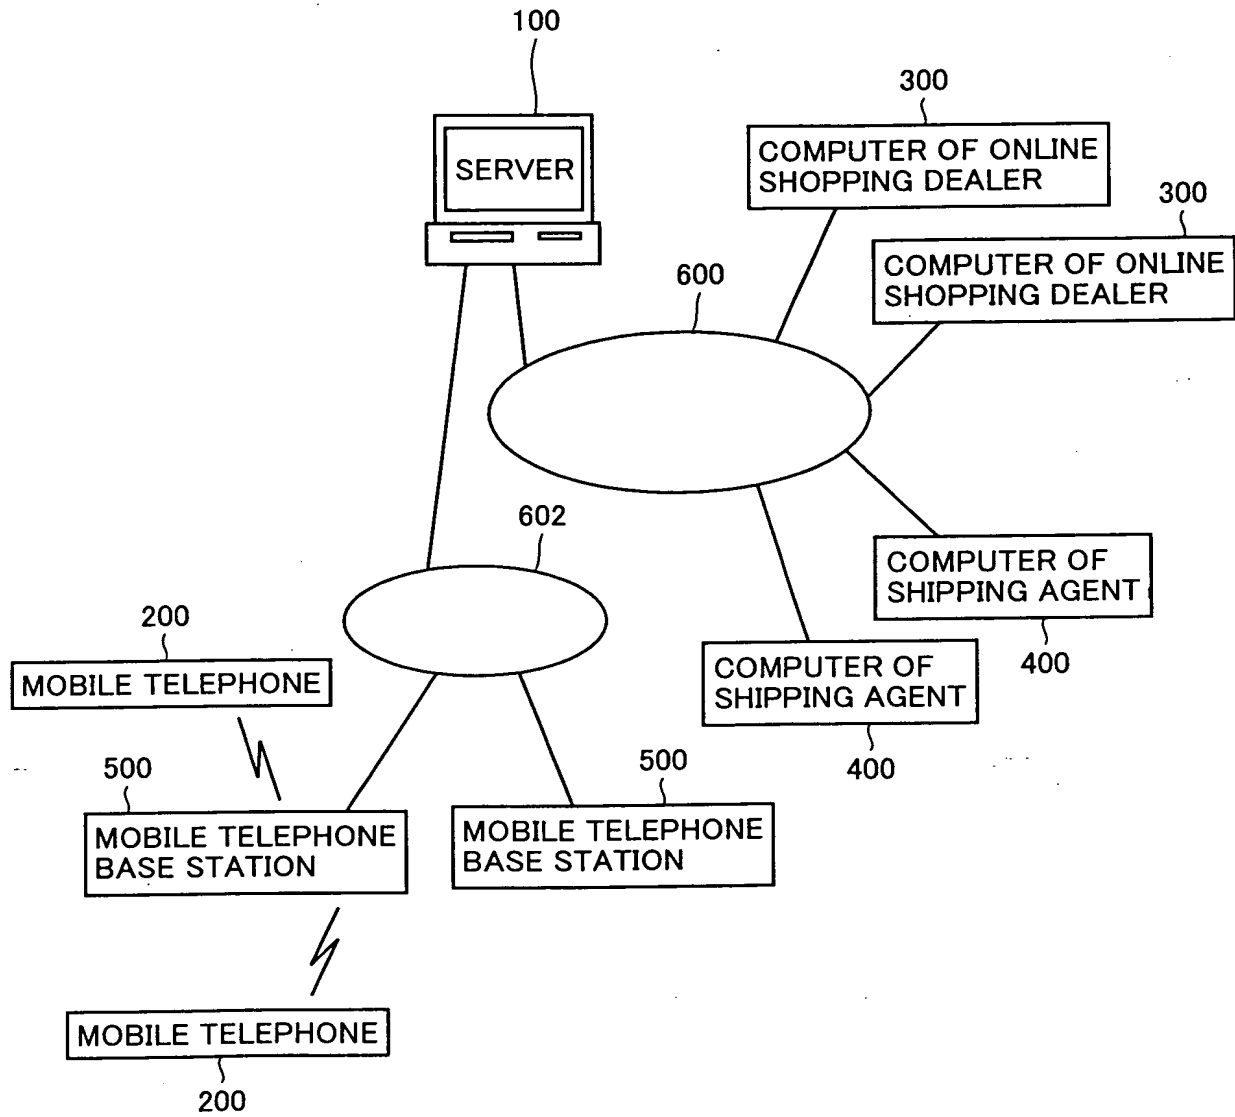 100
SERVER
300
COMPUTER OF ONLINE
SHOPPING DEALER
300
COMPUTER OF ONLINE
SHOPPING DEALER
600
602
COMPUTER OF
SHIPPING AGENT
400
COMPUTER OF
SHIPPING AGENT
400
200
MOBILE TELEPHONE
500
MOBILE TELEPHONE
BASE STATION
500
MOBILE TELEPHONE
BASE STATION
MOBILE TELEPHONE
200